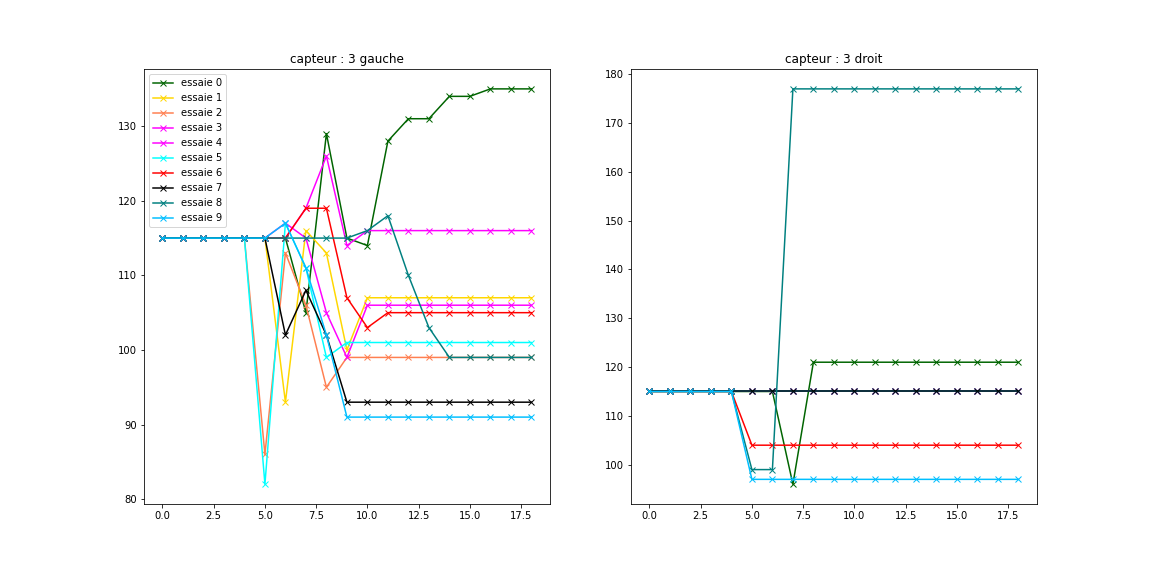 capteur : 3 gauche
essaie 0
essaie 1
essaie 2
essaie 3
essaie 4
essaie 5
essaie 6
essaie 7
essaie 8
essaie 9
130
120
110
100
90
80
0.0 2.5 5.0 7.5 10.0 12.5 15.0 17.5
capteur : 3 droit
180
170
160
150
140
130
120
110
100
0.0 2.5 5.0 7.5 10.0 12.5 15.0 17.5